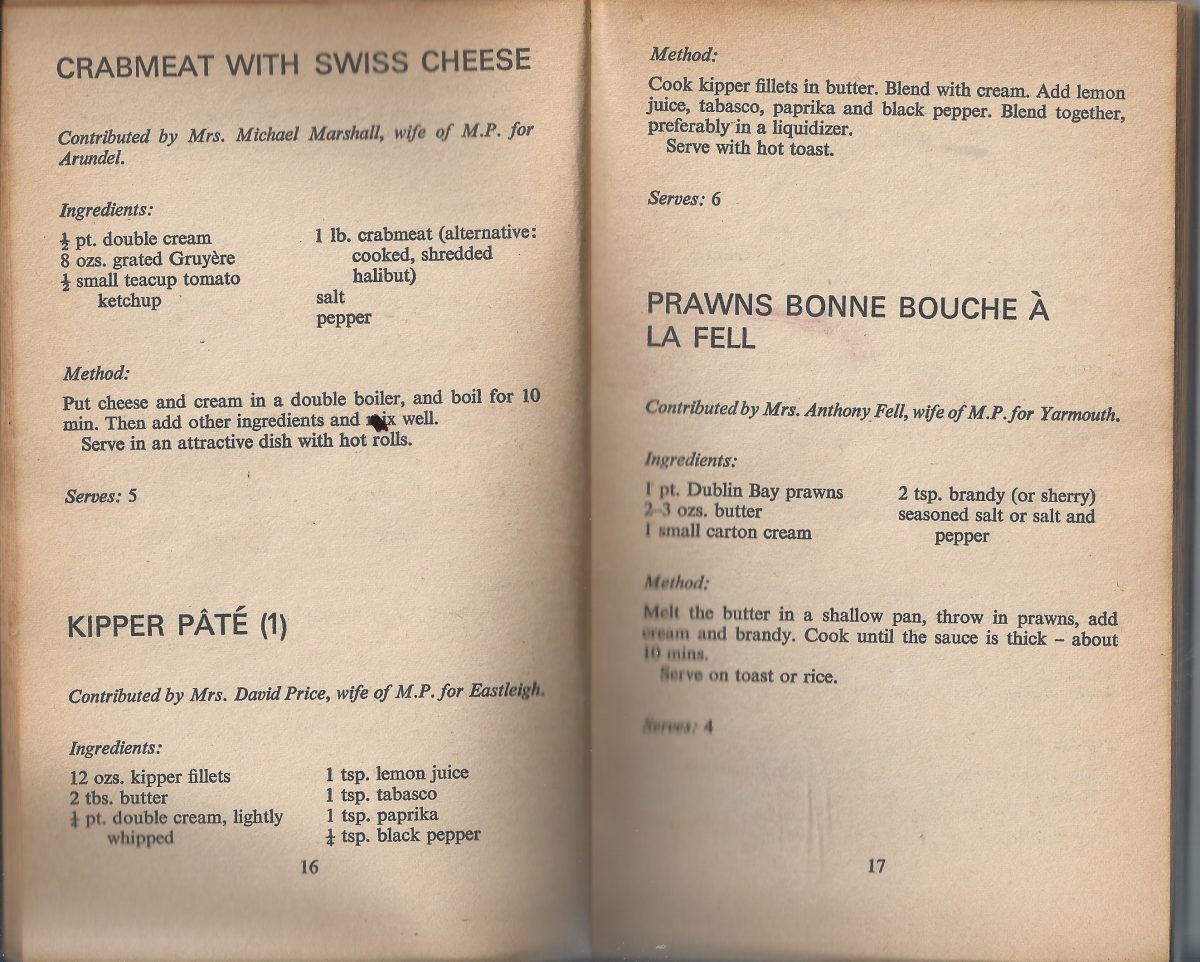 CRABMEAT WITH SWISS CHEESE
Contributed by Mrs. Michael Marshall, wife of M.P. for
Arundel.
Ingredients:
½ pt. double cream
8 ozs. grated Gruyère
½ small teacup tomato
ketchup
1 lb. crabmeat (alternative:
cooked, shredded
halibut)
salt
pepper
Method:
Put cheese and cream in a double boiler, and boil for 10
min. Then add other ingredients and mix well.
Serve in an attractive dish with hot rolls.
Serves: 5
KIPPER PÂTÉ (1)
Contributed by Mrs. David Price, wife of M.P. for Eastleigh.
Ingredients:
12 ozs. kipper fillets
2 tbs. butter
¼ pt. double cream, lightly
whipped
1 tsp. lemon juice
1 tsp. tabasco
1 tsp. paprika
¼ tsp. black pepper
16
Method:
Cook kipper fillets in butter. Blend with cream. Add lemon
juice, tabasco, paprika and black pepper. Blend together,
preferably in a liquidizer.
Serve with hot toast.
Serves: 6
PRAWNS BONNE BOUCHE À
LA FELL
Contributed by Mrs. Anthony Fell, wife of M.P. for Yarmouth.
Ingredients:
1 pt. Dublin Bay prawns
2–3 ozs. butter
1 small carton cream
2 tsp. brandy (or sherry)
seasoned salt or salt and
pepper
Method:
Melt the butter in a shallow pan, throw in prawns, add
cream and brandy. Cook until the sauce is thick – about
10 mins.
Serve on toast or rice.
Serves: 4
17